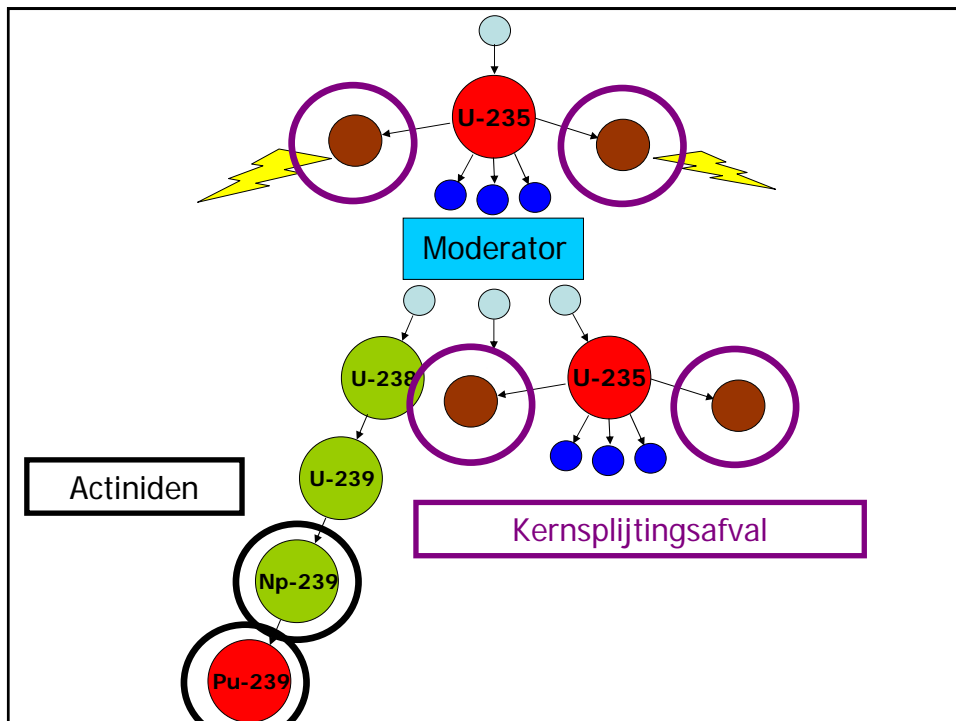 U-235
Moderator
U-238
U-235
U-239
Actiniden
Kernsplijtingsafval
Np-239
Pu-239